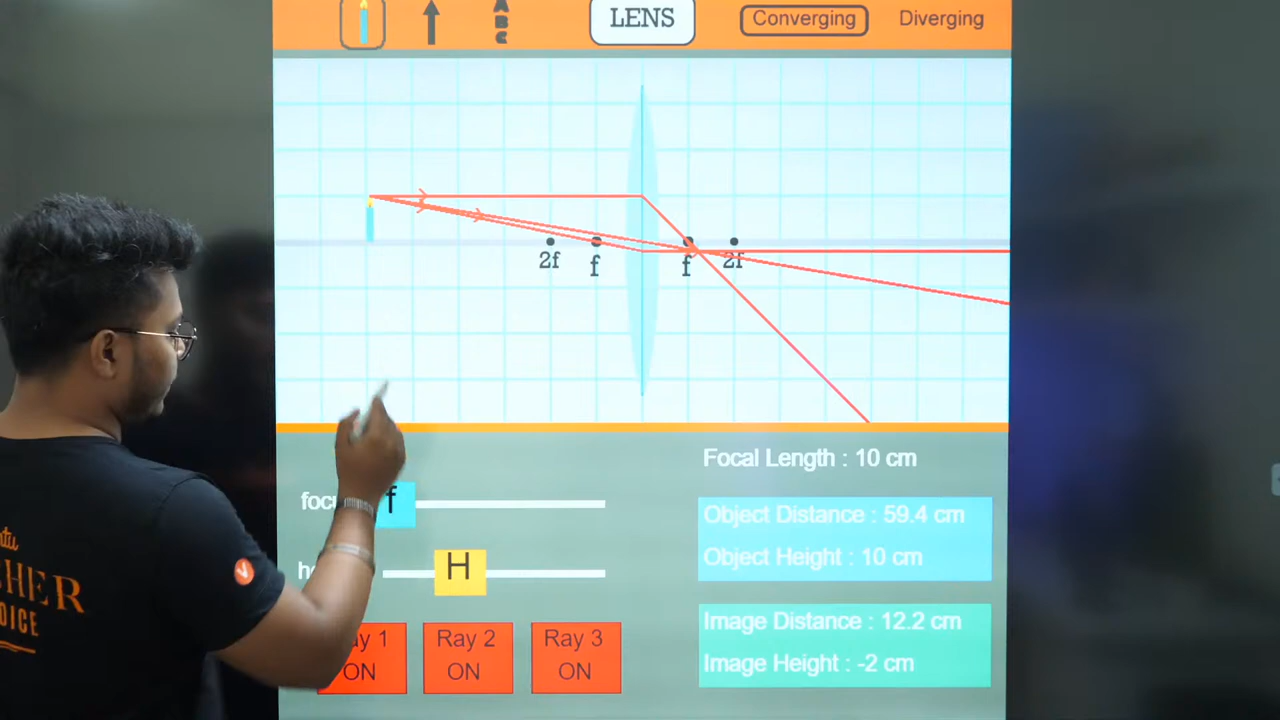 A
B
C
LENS
Converging
Diverging
2f
f
f
2f
Focal Length : 10 cm
f
Object Distance : 59.4 cm
Object Height : 10 cm
H
Image Distance : 12.2 cm
Image Height : -2 cm
Ray 2
ON
Ray 3
ON
ON